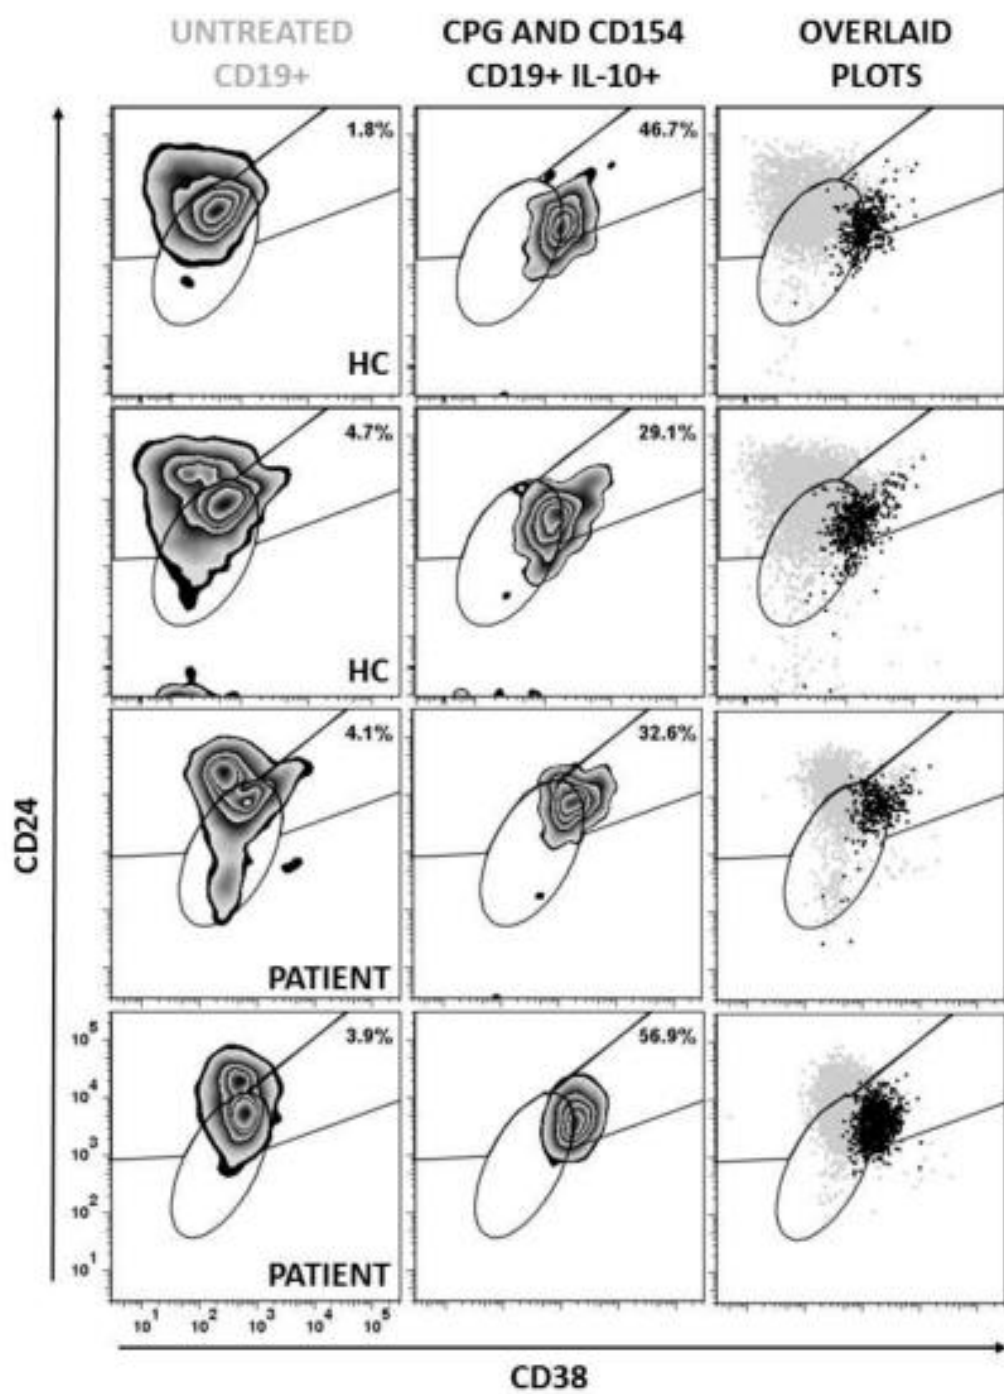 UNTREATED CD19+
CPG AND CD154 CD19+ IL-10+
OVERLAID PLOTS
1.8%
46.7%
HC
4.7%
29.1%
HC
4.1%
32.6%
PATIENT
3.9%
56.9%
PATIENT
CD24
10^5
10^4
10^3
10^2
10^1
10^1 10^2 10^3 10^4 10^5
CD38